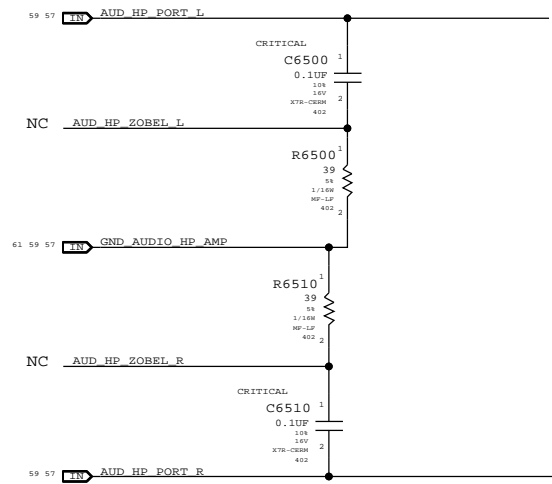 59 57 IN AUD_HP_PORT_L
CRITICAL
C6500 1
0.1UF
10%
16V
X7R-CERM 2
402
NC AUD_HP_ZOBEL_L
R6500 1
39
5%
1/16W
MF-LF
402 2
61 59 57 IN GND_AUDIO_HP_AMP
R6510 1
39
5%
1/16W
MF-LF
402 2
NC AUD_HP_ZOBEL_R
CRITICAL
C6510 1
0.1UF
10%
16V
X7R-CERM 2
402
59 57 IN AUD_HP_PORT_R